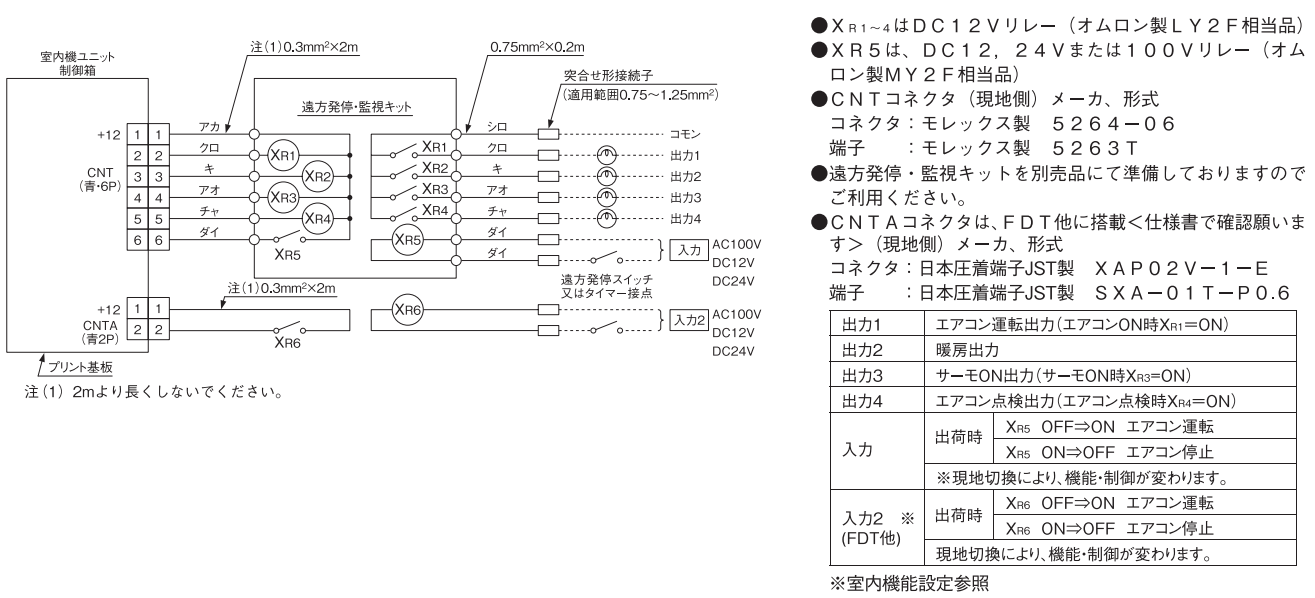 室内機ユニット
制御箱
注(1)0.3mm²×2m
0.75mm²×0.2m
突合せ形接続子
(適用範囲0.75～1.25mm²)
遠方発停・監視キット
+12 1 1 アカ シロ コモン
2 2 クロ XR1 XR1 クロ 出力1
CNT
(青・6P)
3 3 キ XR2 XR2 キ 出力2
4 4 アオ XR3 XR3 アオ 出力3
5 5 チャ XR4 XR4 チャ 出力4
6 6 ダイ XR5 XR5 ダイ
ダイ
入力
AC100V
DC12V
DC24V
遠方発停スイッチ
又はタイマー接点
注(1)0.3mm²×2m
+12 1 1
CNTA
(青2P)
2 2
XR6
XR6
入力2
AC100V
DC12V
DC24V
プリント基板
注(1) 2mより長くしないでください。
●XR1～4はDC12Vリレー（オムロン製LY2F相当品）
●XR5は、DC12，24Vまたは100Vリレー（オム
ロン製MY2F相当品）
●CNTコネクタ（現地側）メーカ、形式
コネクタ：モレックス製　5264－06
端子　　：モレックス製　5263T
●遠方発停・監視キットを別売品にて準備しておりますので
ご利用ください。
●CNTAコネクタは、FDT他に搭載＜仕様書で確認願いま
す＞（現地側）メーカ、形式
コネクタ：日本圧着端子JST製　XAP02V－1－E
端子　　：日本圧着端子JST製　SXA－01T－P0.6
出力1 エアコン運転出力(エアコンON時XR1＝ON)
出力2 暖房出力
出力3 サーモON出力(サーモON時XR3=ON)
出力4 エアコン点検出力(エアコン点検時XR4＝ON)
入力 出荷時 XR5 OFF⇒ON エアコン運転
XR5 ON⇒OFF エアコン停止
※現地切換により、機能・制御が変わります。
入力2 ※
(FDT他)
出荷時 XR6 OFF⇒ON エアコン運転
XR6 ON⇒OFF エアコン停止
現地切換により、機能・制御が変わります。
※室内機能設定参照